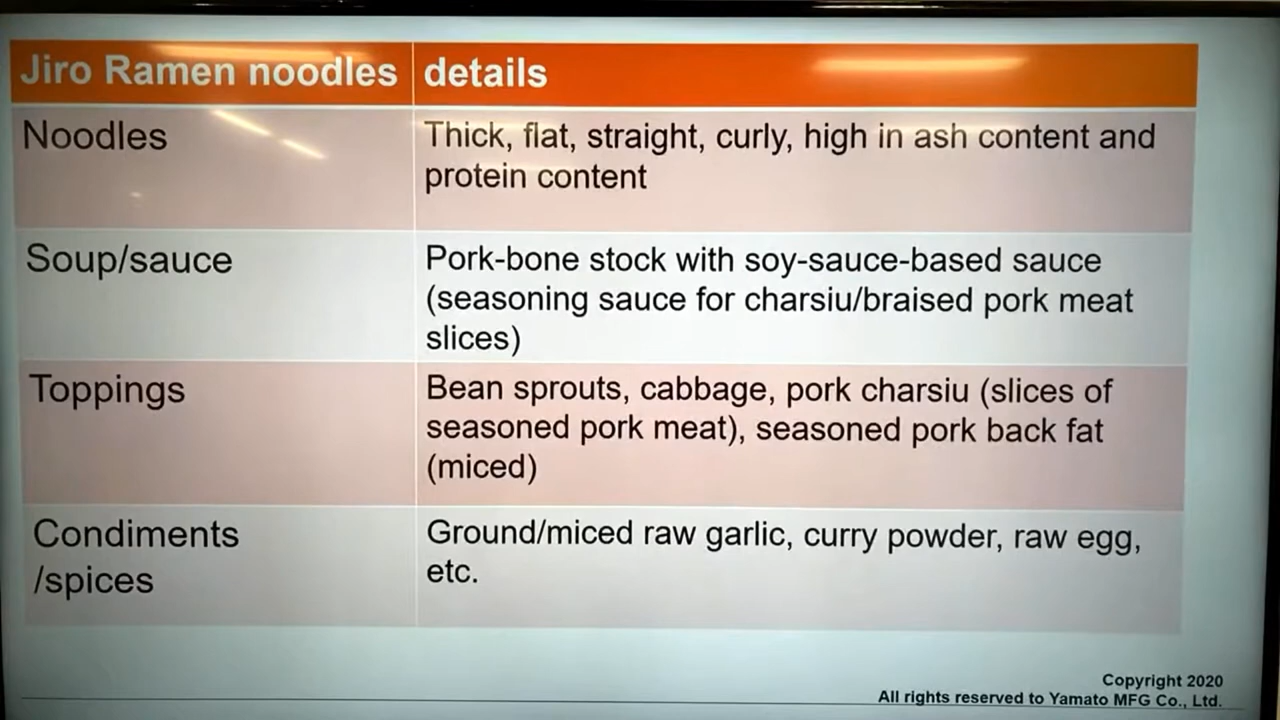 Jiro Ramen noodles details
Noodles
Thick, flat, straight, curly, high in ash content and
protein content
Soup/sauce
Pork-bone stock with soy-sauce-based sauce
(seasoning sauce for charsiu/braised pork meat
slices)
Toppings
Bean sprouts, cabbage, pork charsiu (slices of
seasoned pork meat), seasoned pork back fat
(miced)
Condiments
/spices
Ground/miced raw garlic, curry powder, raw egg,
etc.
Copyright 2020
All rights reserved to Yamato MFG Co., Ltd.